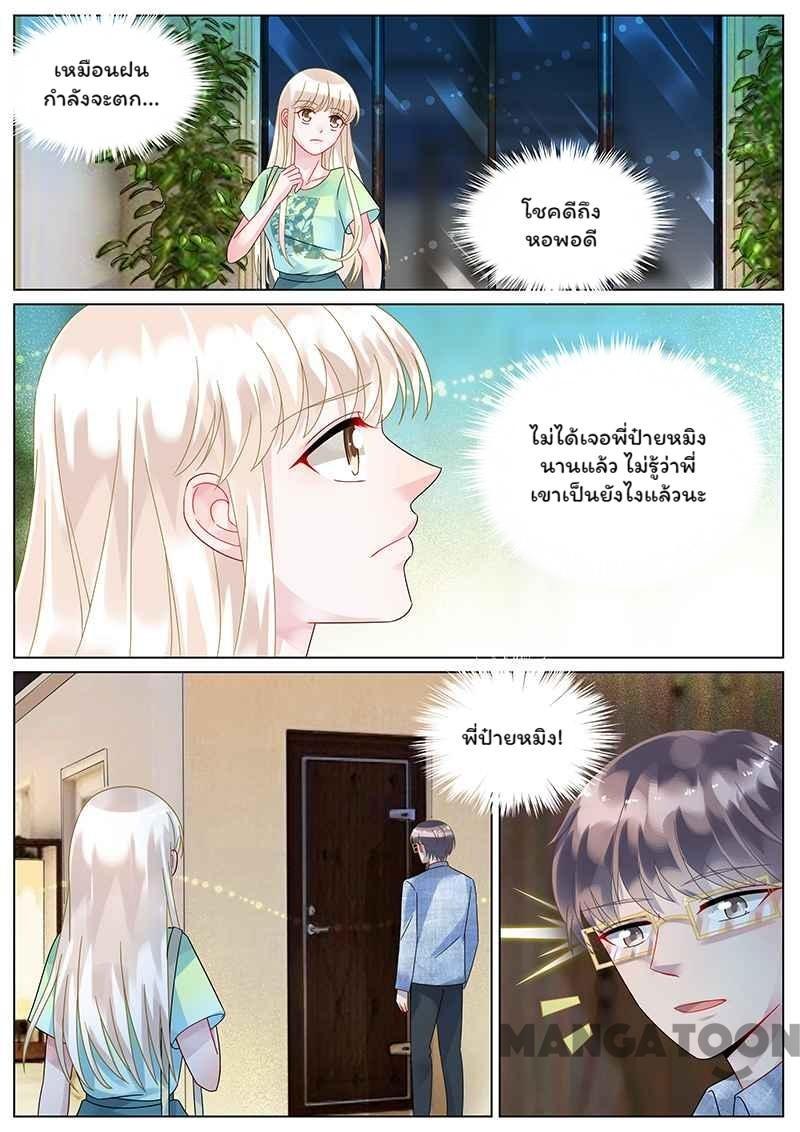 เหมือนฝน
กำลังจะตก...
โชคดีถึง
หอพอดี
ไม่ได้เจอพี่ป๋ายหมิง
นานแล้ว ไม่รู้ว่าพี่
เขาเป็นยังไงแล้วนะ
พี่ป๋ายหมิง!
MANGATOON